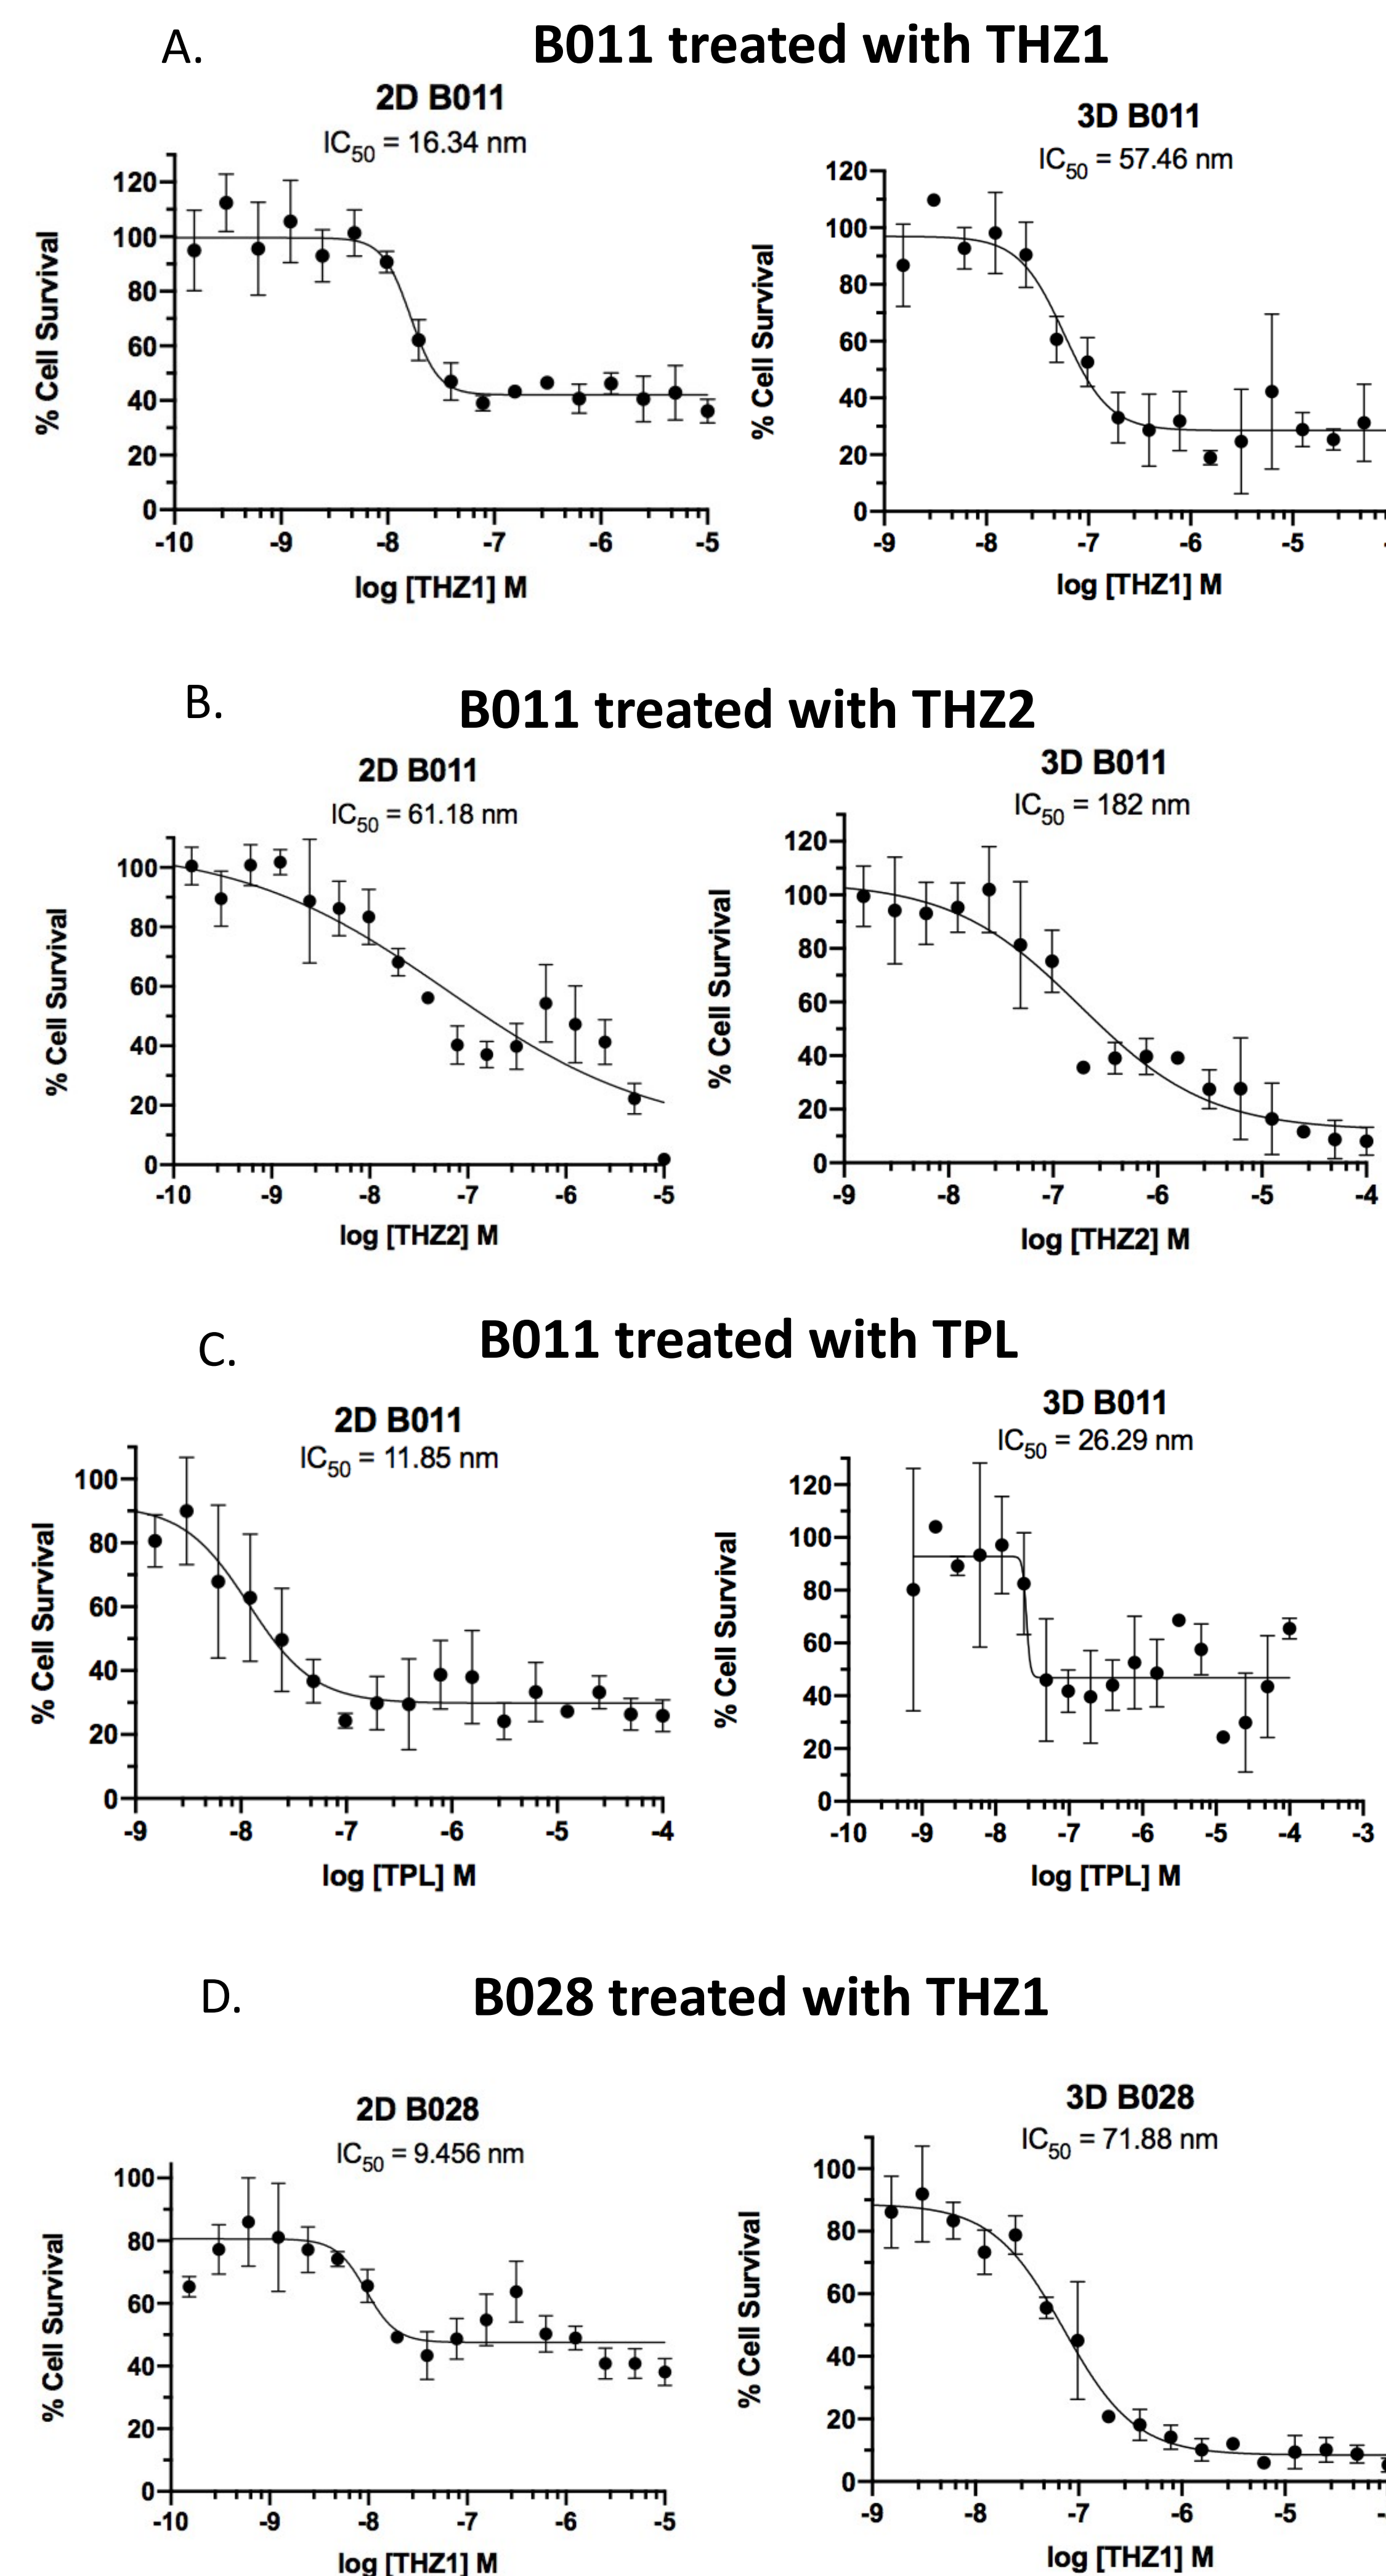 A.
B011 treated with THZ1
2D B011
IC50 = 16.34 nm
% Cell Survival
120
100
80
60
40
20
0
-10 -9 -8 -7 -6 -5
log [THZ1] M
3D B011
IC50 = 57.46 nm
% Cell Survival
120
100
80
60
40
20
0
-9 -8 -7 -6 -5
log [THZ1] M
B.
B011 treated with THZ2
2D B011
IC50 = 61.18 nm
% Cell Survival
100
80
60
40
20
0
-10 -9 -8 -7 -6 -5
log [THZ2] M
3D B011
IC50 = 182 nm
% Cell Survival
120
100
80
60
40
20
0
-9 -8 -7 -6 -5 -4
log [THZ2] M
C.
B011 treated with TPL
2D B011
IC50 = 11.85 nm
% Cell Survival
100
80
60
40
20
0
-9 -8 -7 -6 -5 -4
log [TPL] M
3D B011
IC50 = 26.29 nm
% Cell Survival
120
100
80
60
40
20
0
-10 -9 -8 -7 -6 -5 -4 -3
log [TPL] M
D.
B028 treated with THZ1
2D B028
IC50 = 9.456 nm
% Cell Survival
100
80
60
40
20
0
-10 -9 -8 -7 -6 -5
log [THZ1] M
3D B028
IC50 = 71.88 nm
% Cell Survival
100
80
60
40
20
0
-9 -8 -7 -6 -5
log [THZ1] M